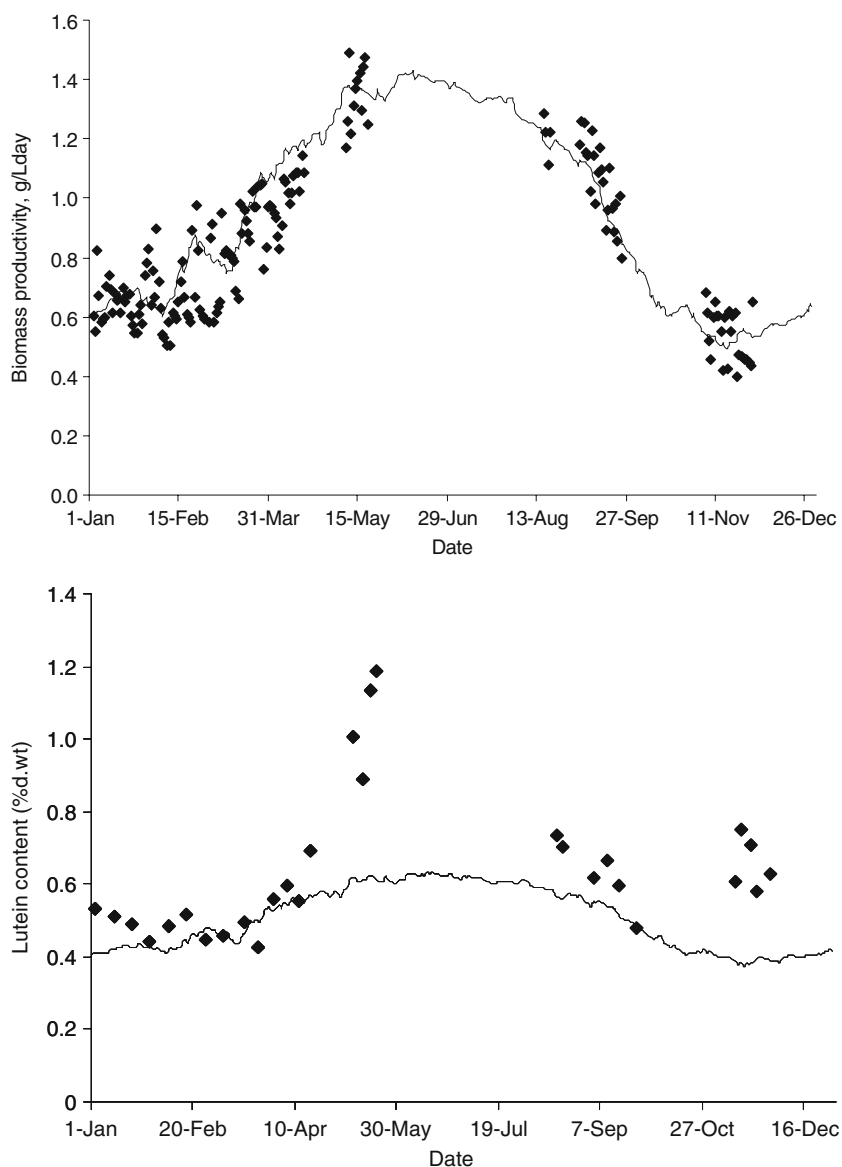 1.6
1.4
1.2
1.0
0.8
0.6
0.4
0.2
0.0
Biomass productivity, g/Lday
1-Jan 15-Feb 31-Mar 15-May 29-Jun 13-Aug 27-Sep 11-Nov 26-Dec
Date
1.4
1.2
1.0
0.8
0.6
0.4
0.2
0
Lutein content (%d.wt)
1-Jan 20-Feb 10-Apr 30-May 19-Jul 7-Sep 27-Oct 16-Dec
Date